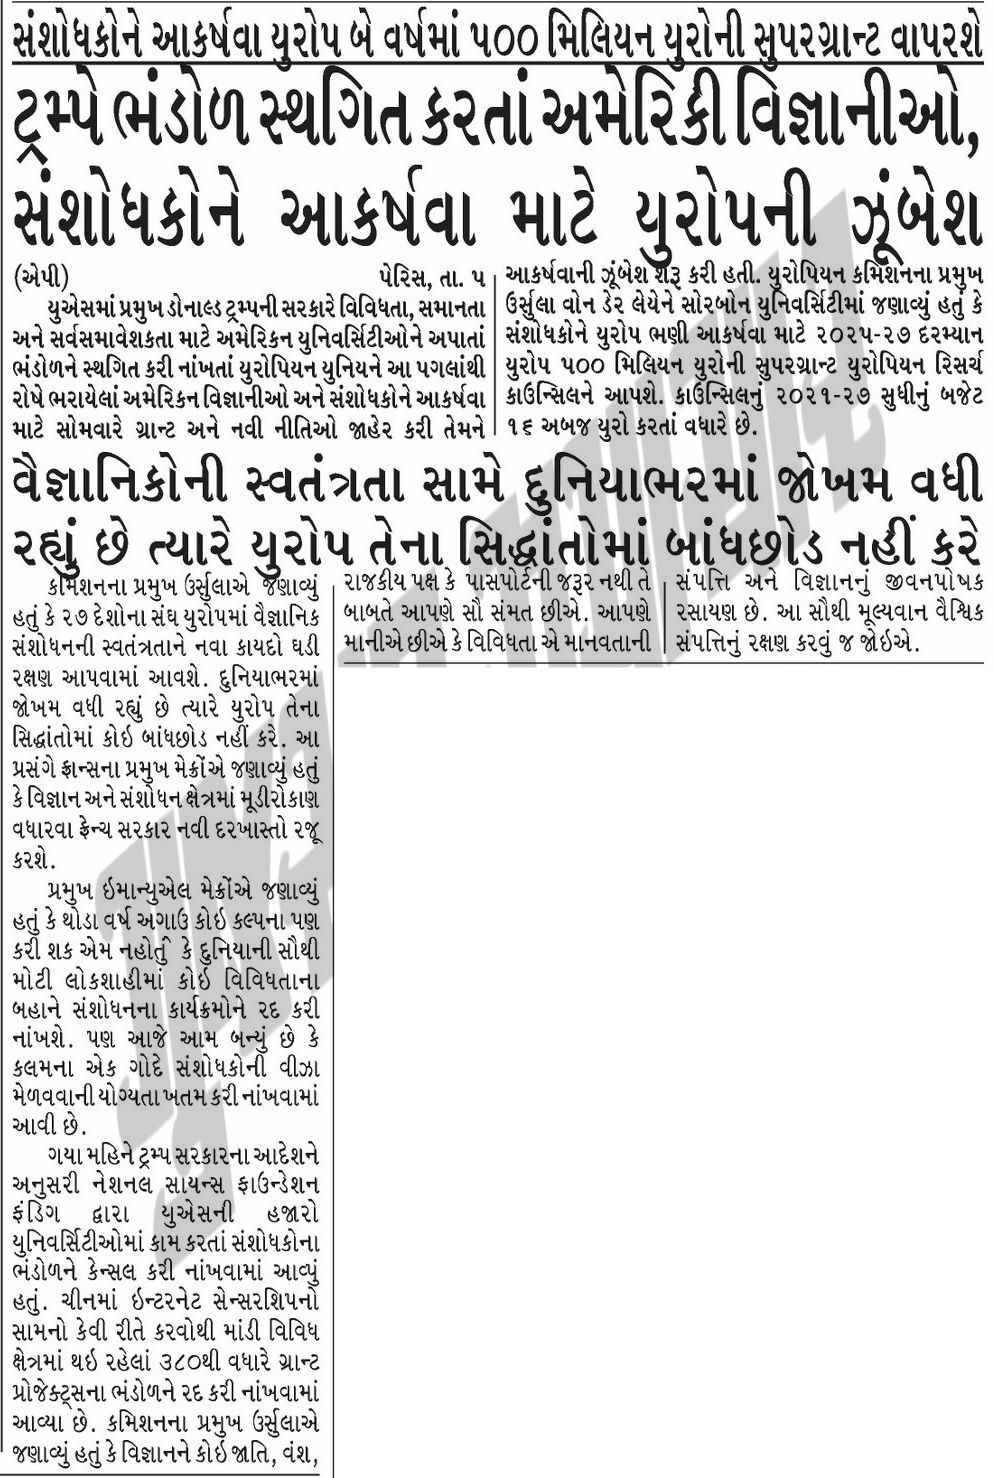 સંશોધકોને આકર્ષવા યુરોપ બે વર્ષમાં ૫૦૦ મિલિયન યુરોની સુપરગ્રાન્ટ વાપરશે
ટ્રમ્પે ભંડોળ સ્થગિત કરતાં અમેરિકી વિજ્ઞાનીઓ,
સંશોધકોને આકર્ષવા માટે યુરોપની ઝૂંબેશ
(એપી) પેરિસ, તા. ૫
યુએસમાં પ્રમુખ ડોનાલ્ડ ટ્રમ્પની સરકારે વિવિધતા, સમાનતા
અને સર્વસમાવેશકતા માટે અમેરિકન યુનિવર્સિટીઓને અપાતાં
ભંડોળને સ્થગિત કરી નાંખતાં યુરોપિયન યુનિયને આ પગલાંથી
રોષે ભરાયેલાં અમેરિકન વિજ્ઞાનીઓ અને સંશોધકોને આકર્ષવા
માટે સોમવારે ગ્રાન્ટ અને નવી નીતિઓ જાહેર કરી તેમને
આકર્ષવાની ઝૂંબેશ શરૂ કરી હતી. યુરોપિયન કમિશનના પ્રમુખ
ઉર્સુલા વોન ડેર લેયેને સોરબોન યુનિવર્સિટીમાં જણાવ્યું હતું કે
સંશોધકોને યુરોપ ભણી આકર્ષવા માટે ૨૦૨૫-૨૭ દરમ્યાન
યુરોપ ૫૦૦ મિલિયન યુરોની સુપરગ્રાન્ટ યુરોપિયન રિસર્ચ
કાઉન્સિલને આપશે. કાઉન્સિલનું ૨૦૨૧-૨૭ સુધીનું બજેટ
૧૬ અબજ યુરો કરતાં વધારે છે.
વૈજ્ઞાનિકોની સ્વતંત્રતા સામે દુનિયાભરમાં જોખમ વધી
રહ્યું છે ત્યારે યુરોપ તેના સિદ્ધાંતોમાં બાંધછોડ નહીં કરે
કમિશનના પ્રમુખ ઉર્સુલાએ જણાવ્યું
હતું કે ૨૭ દેશોના સંઘ યુરોપમાં વૈજ્ઞાનિક
સંશોધનની સ્વતંત્રતાને નવા કાયદો ઘડી
રક્ષણ આપવામાં આવશે. દુનિયાભરમાં
જોખમ વધી રહ્યું છે ત્યારે યુરોપ તેના
સિદ્ધાંતોમાં કોઇ બાંધછોડ નહીં કરે. આ
પ્રસંગે ફ્રાન્સના પ્રમુખ મેક્રોંએ જણાવ્યું હતું
કે વિજ્ઞાન અને સંશોધન ક્ષેત્રમાં મૂડીરોકાણ
વધારવા ફ્રેન્ચ સરકાર નવી દરખાસ્તો રજૂ
કરશે.
પ્રમુખ ઇમાન્યુએલ મેક્રોંએ જણાવ્યું
હતું કે થોડા વર્ષ અગાઉ કોઇ કલ્પના પણ
કરી શક એમ નહોતું કે દુનિયાની સૌથી
મોટી લોકશાહીમાં કોઇ વિવિધતાના
બહાને સંશોધનના કાર્યક્રમોને રદ કરી
નાંખશે. પણ આજે આમ બન્યું છે કે
કલમના એક ગોદે સંશોધકોની વીઝા
મેળવવાની યોગ્યતા ખતમ કરી નાંખવામાં
આવી છે.
ગયા મહિને ટ્રમ્પ સરકારના આદેશને
અનુસરી નેશનલ સાયન્સ ફાઉન્ડેશન
ફંડિગ દ્વારા યુએસની હજારો
યુનિવર્સિટીઓમાં કામ કરતાં સંશોધકોના
ભંડોળને કેન્સલ કરી નાંખવામાં આવ્યું
હતું. ચીનમાં ઇન્ટરનેટ સેન્સરશિપનો
સામનો કેવી રીતે કરવોથી માંડી વિવિધ
ક્ષેત્રમાં થઇ રહેલાં ૩૮૦થી વધારે ગ્રાન્ટ
પ્રોજેક્ટ્સના ભંડોળને રદ કરી નાંખવામાં
આવ્યા છે. કમિશનના પ્રમુખ ઉર્સુલાએ
જણાવ્યું હતું કે વિજ્ઞાનને કોઇ જાતિ, વંશ,
રાજકીય પક્ષ કે પાસપોર્ટની જરૂર નથી તે
બાબતે આપણે સૌ સંમત છીએ. આપણે
માનીએ છીએ કે વિવિધતા એ માનવતાની
સંપત્તિ અને વિજ્ઞાનનું જીવનપોષક
રસાયણ છે. આ સૌથી મૂલ્યવાન વૈશ્વિક
સંપત્તિનું રક્ષણ કરવું જ જોઇએ.